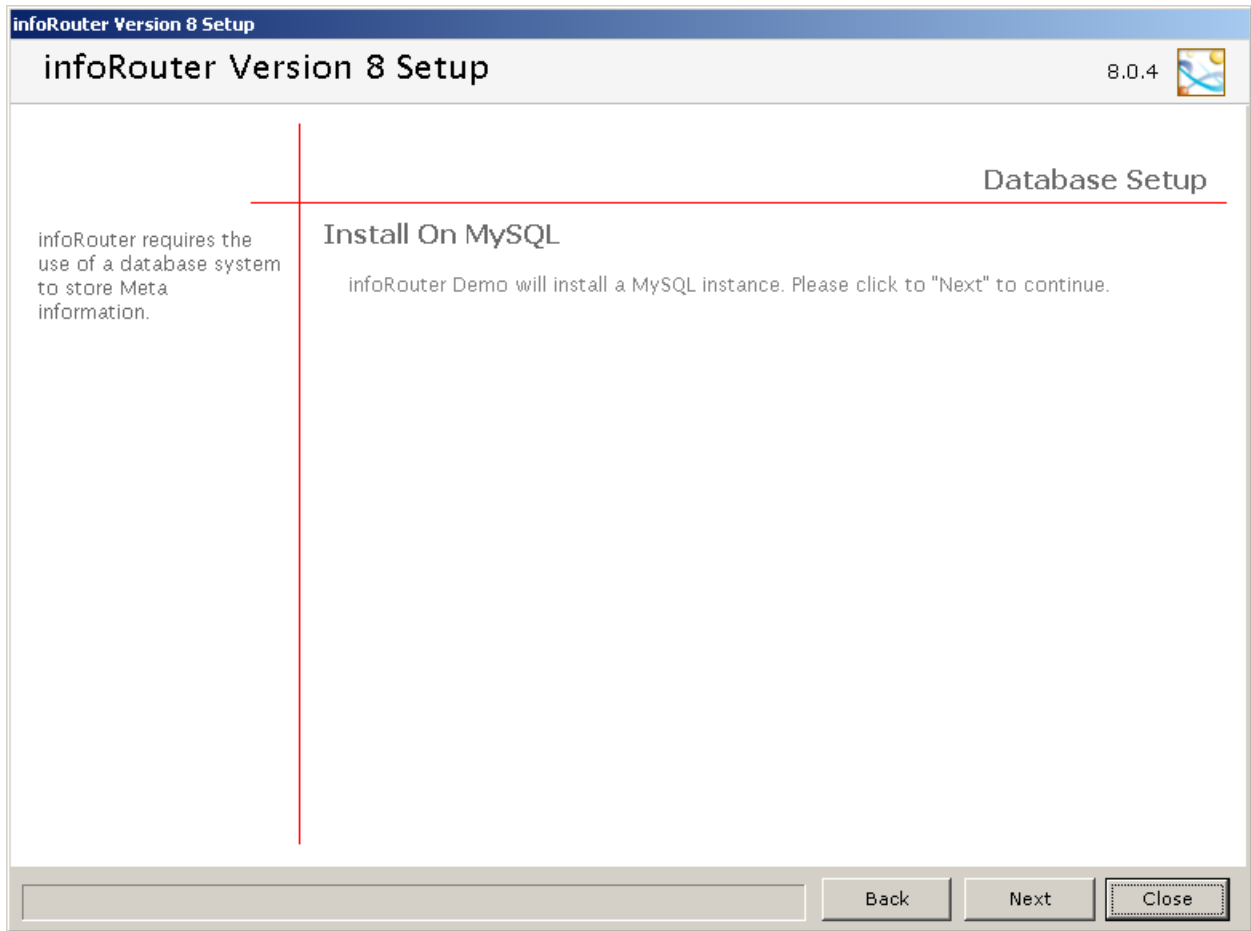 infoRouter Version 8 Setup
infoRouter Version 8 Setup
8.0.4
Database Setup
infoRouter requires the
use of a database system
to store Meta
information.
Install On MySQL
infoRouter Demo will install a MySQL instance. Please click to "Next" to continue.
Back
Next
Close